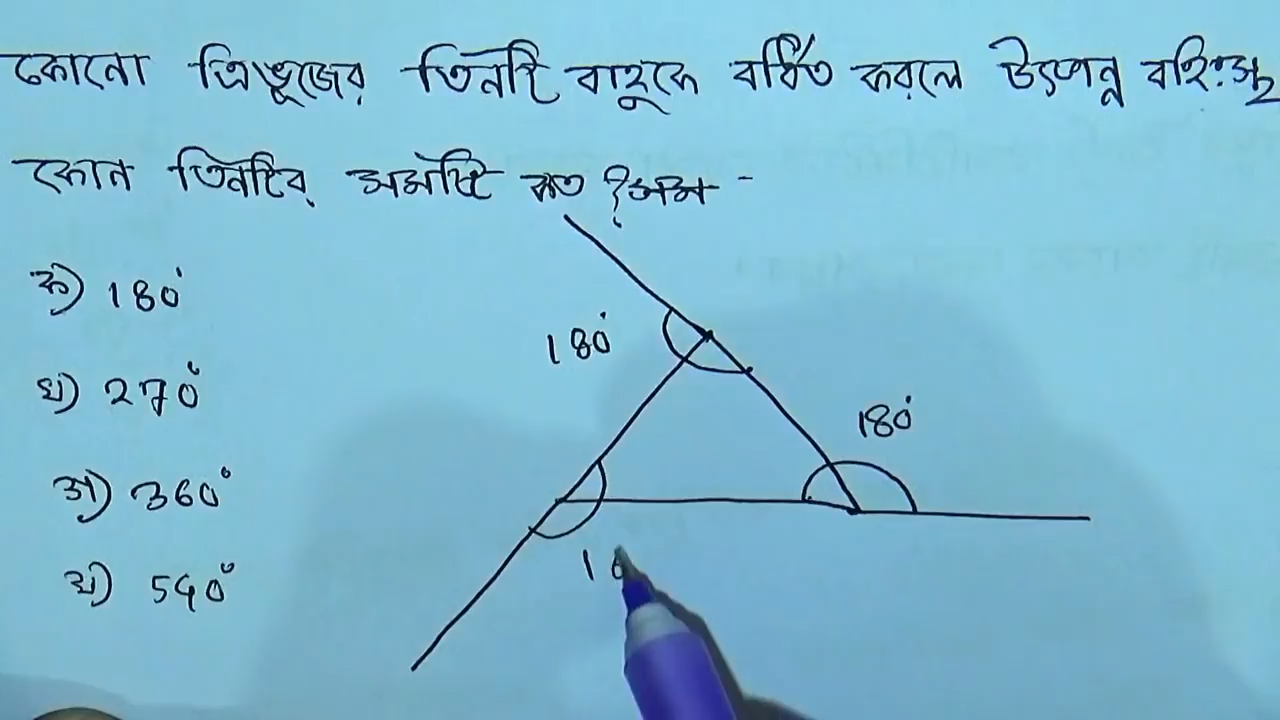 কোনো ত্রিভূজের তিনটি বাহুকে বর্ধিত করলে উৎপন্ন বহিঃস্থ
কোন তিনটির সমষ্টি কত?
ক) 180°
খ) 270°
গ) 360°
ঘ) 540°
180°
180°